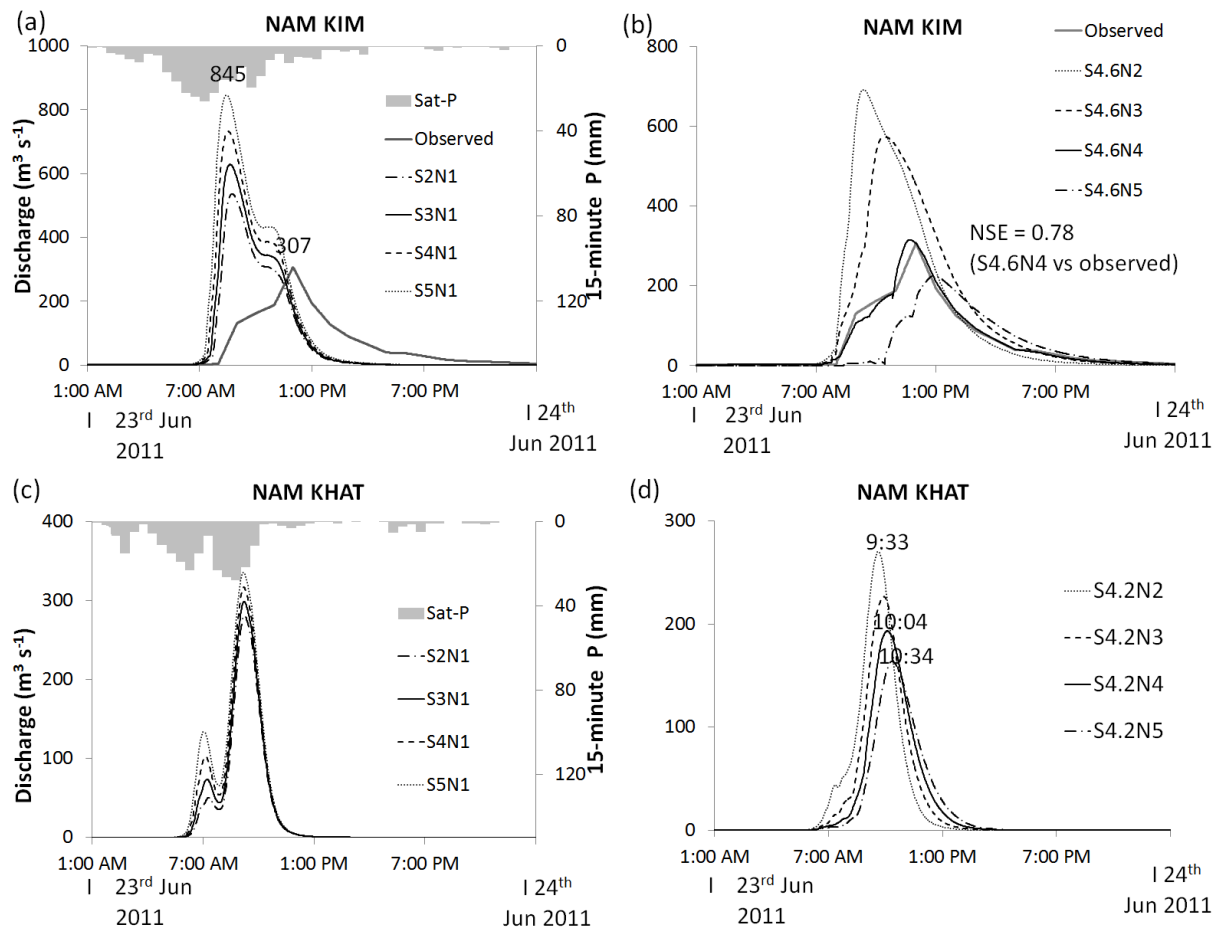 (a)
NAM KIM
1000
800
600
400
200
0
Discharge (m³ s⁻¹)
0
40
80
120
15-minute P (mm)
845
307
Sat-P
Observed
S2N1
S3N1
S4N1
S5N1
1:00 AM
7:00 AM
1:00 PM
7:00 PM
I 23rd Jun
2011
I 24th
Jun 2011
(b)
NAM KIM
800
600
400
200
0
Observed
S4.6N2
S4.6N3
S4.6N4
S4.6N5
NSE = 0.78
(S4.6N4 vs observed)
1:00 AM
7:00 AM
1:00 PM
7:00 PM
I 23rd Jun
2011
I 24th
Jun 2011
(c)
NAM KHAT
400
300
200
100
0
Discharge (m³ s⁻¹)
0
40
80
120
15-minute P (mm)
Sat-P
S2N1
S3N1
S4N1
S5N1
1:00 AM
7:00 AM
1:00 PM
7:00 PM
I 23rd Jun
2011
I 24th
Jun 2011
(d)
NAM KHAT
300
200
100
0
9:33
10:04
10:34
S4.2N2
S4.2N3
S4.2N4
S4.2N5
1:00 AM
7:00 AM
1:00 PM
7:00 PM
I 23rd Jun
2011
I 24th
Jun 2011